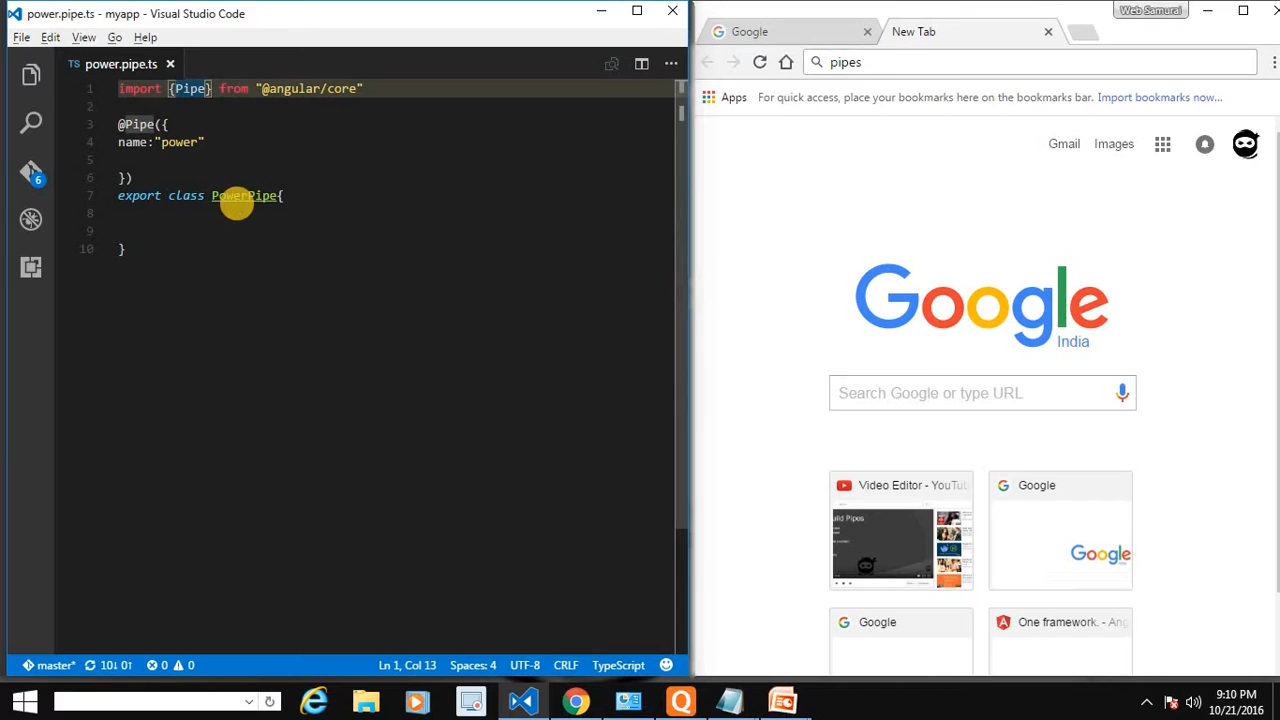 power.pipe.ts - myapp - Visual Studio Code
File Edit View Go Help
TS power.pipe.ts
1 import {Pipe} from "@angular/core"
2
3 @Pipe({
4 name:"power"
5
6 })
7 export class PowerPipe{
8
9
10 }
6
master* 10↓ 0↑ 0 0 Ln 1, Col 13 Spaces: 4 UTF-8 CRLF TypeScript
Web Samurai
Google New Tab
pipes
Apps For quick access, place your bookmarks here on the bookmarks bar. Import bookmarks now...
Gmail Images
Google
India
Search Google or type URL
Video Editor - YouTu
Google
ild Pipes
Google
Google
One framework. - Ang
9:10 PM
10/21/2016